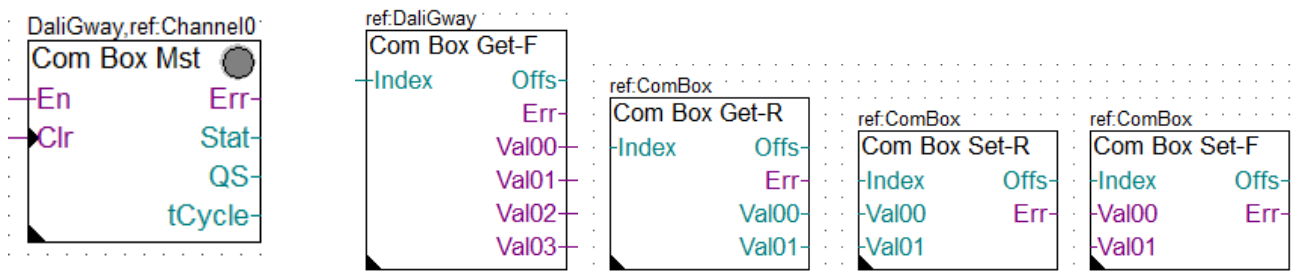 DaliGway,ref:Channel0
Com Box Mst
En Err
Clr Stat
QS
tCycle
ref:DaliGway
Com Box Get-F
Index Offs
Err
Val00
Val01
Val02
Val03
ref:ComBox
Com Box Get-R
Index Offs
Err
Val00
Val01
ref:ComBox
Com Box Set-R
Index Offs
Val00 Err
Val01
ref:ComBox
Com Box Set-F
Index Offs
Val00 Err
Val01